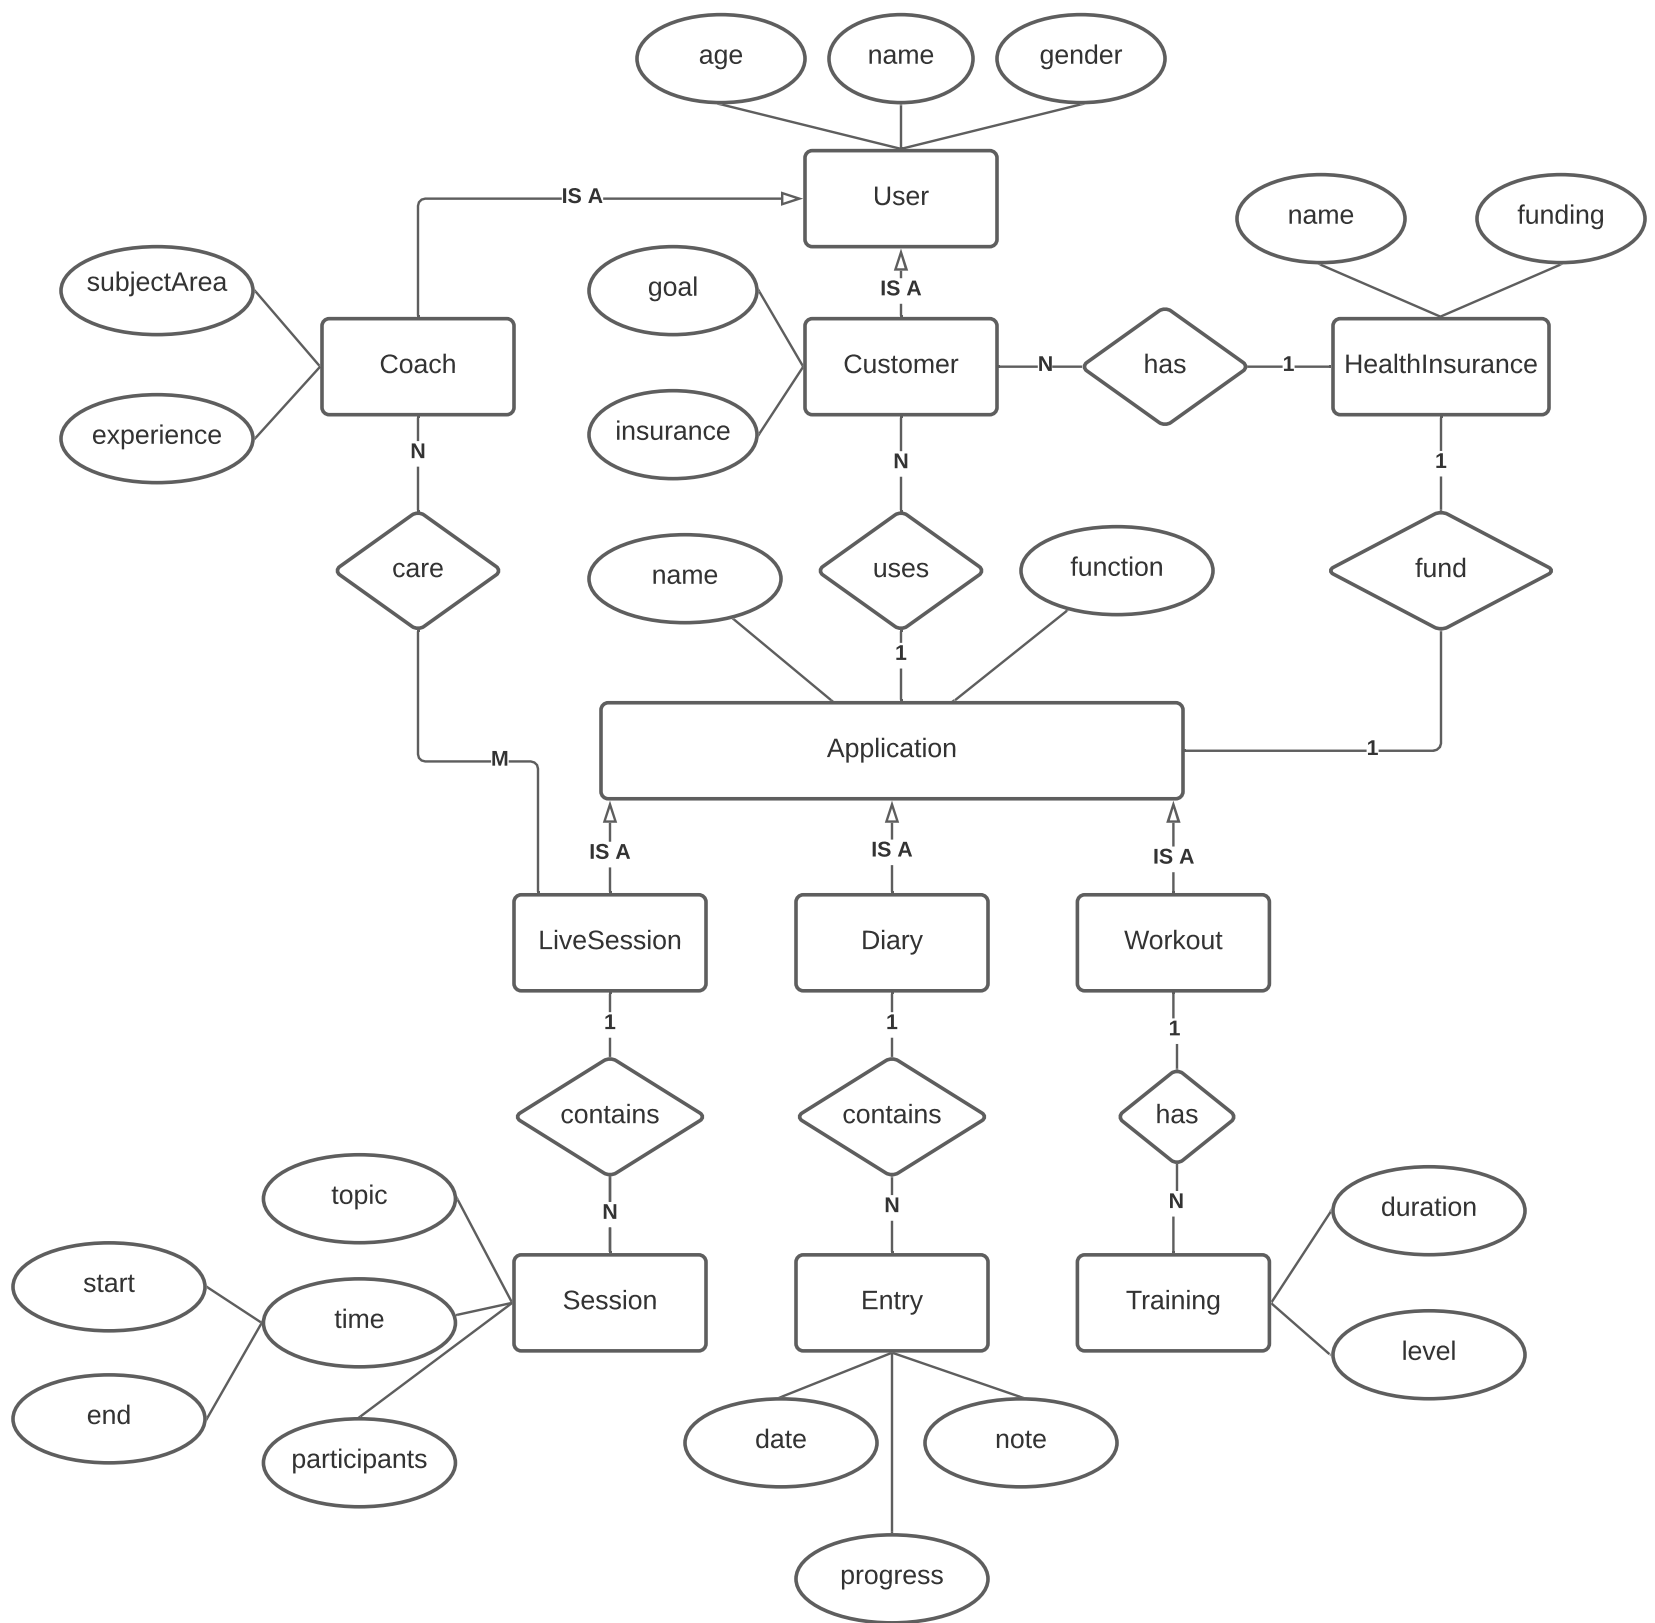 age
name
gender
User
IS A
name
funding
subjectArea
goal
IS A
Coach
Customer
N
has
1
HealthInsurance
experience
insurance
N
N
1
care
name
uses
function
fund
1
M
Application
1
IS A
IS A
IS A
LiveSession
Diary
Workout
1
1
1
contains
contains
has
topic
N
N
N
duration
start
time
Session
Entry
Training
level
end
participants
date
note
progress